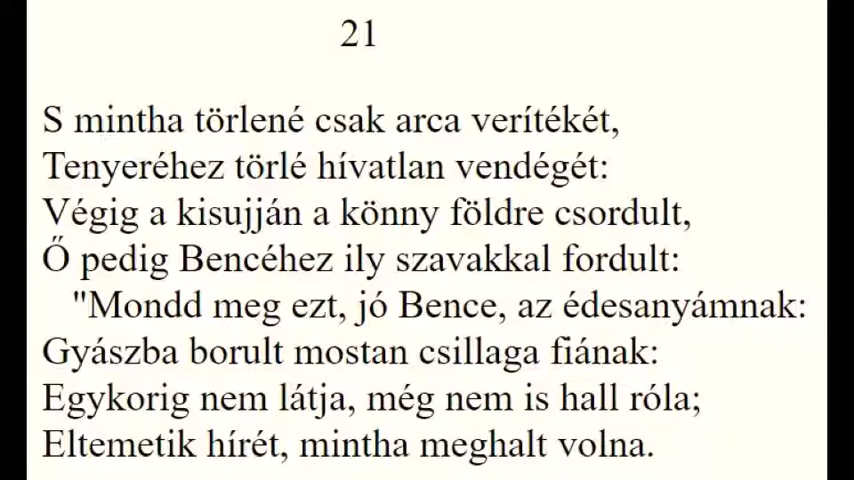 21
S mintha törlené csak arca verítékét,
Tenyeréhez törlé hívatlan vendégét:
Végig a kisujján a könny földre csordult,
Ő pedig Bencéhez ily szavakkal fordult:
"Mondd meg ezt, jó Bence, az édesanyámnak:
Gyászba borult mostan csillaga fiának:
Egykorig nem látja, még nem is hall róla;
Eltemetik hírét, mintha meghalt volna.